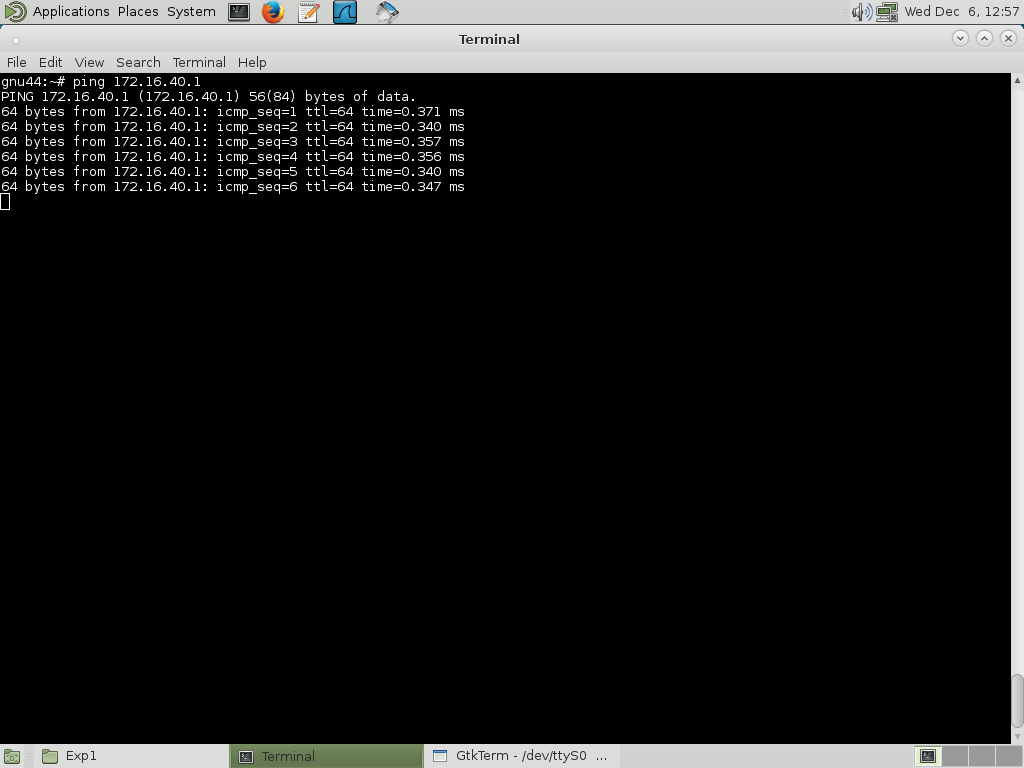 Applications Places System Wed Dec 6, 12:57
Terminal
File Edit View Search Terminal Help
gnu44:~# ping 172.16.40.1
PING 172.16.40.1 (172.16.40.1) 56(84) bytes of data.
64 bytes from 172.16.40.1: icmp_seq=1 ttl=64 time=0.371 ms
64 bytes from 172.16.40.1: icmp_seq=2 ttl=64 time=0.340 ms
64 bytes from 172.16.40.1: icmp_seq=3 ttl=64 time=0.357 ms
64 bytes from 172.16.40.1: icmp_seq=4 ttl=64 time=0.356 ms
64 bytes from 172.16.40.1: icmp_seq=5 ttl=64 time=0.340 ms
64 bytes from 172.16.40.1: icmp_seq=6 ttl=64 time=0.347 ms
Exp1 Terminal GtkTerm - /dev/ttyS0 ...